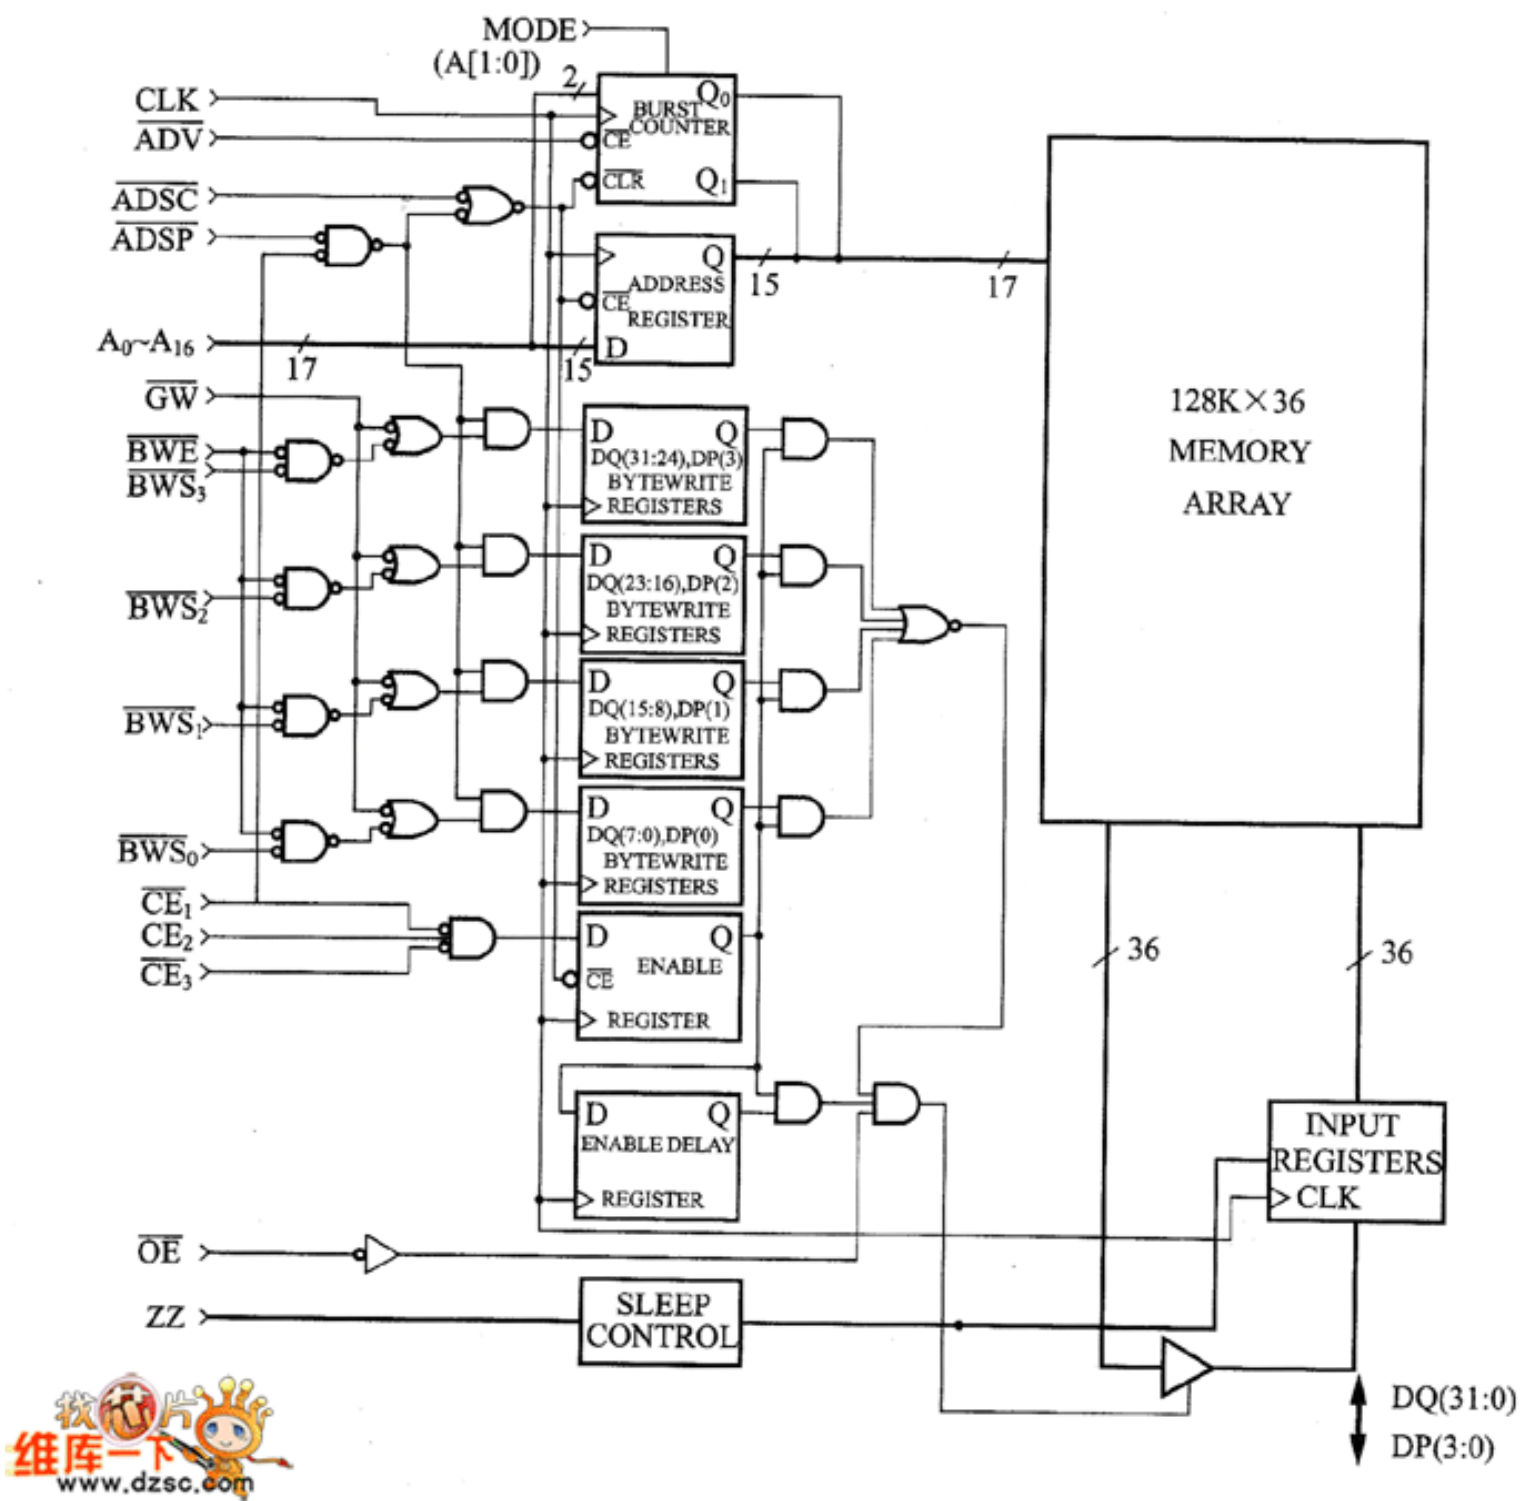 MODE
(A[1:0])
2
CLK
ADV
ADSC
ADSP
A0~A16
17
15
BURST
COUNTER
CE
CLR
Q0
Q1
Q
ADDRESS
CE
REGISTER
D
15
17
GW
BWE
BWS3
BWS2
BWS1
BWS0
CE1
CE2
CE3
D Q
DQ(31:24),DP(3)
BYTEWRITE
REGISTERS
D Q
DQ(23:16),DP(2)
BYTEWRITE
REGISTERS
D Q
DQ(15:8),DP(1)
BYTEWRITE
REGISTERS
D Q
DQ(7:0),DP(0)
BYTEWRITE
REGISTERS
D Q
ENABLE
CE
REGISTER
D Q
ENABLE DELAY
REGISTER
128K×36
MEMORY
ARRAY
36
36
INPUT
REGISTERS
CLK
OE
ZZ
SLEEP
CONTROL
DQ(31:0)
DP(3:0)
找芯片
维库一下
www.dzsc.com